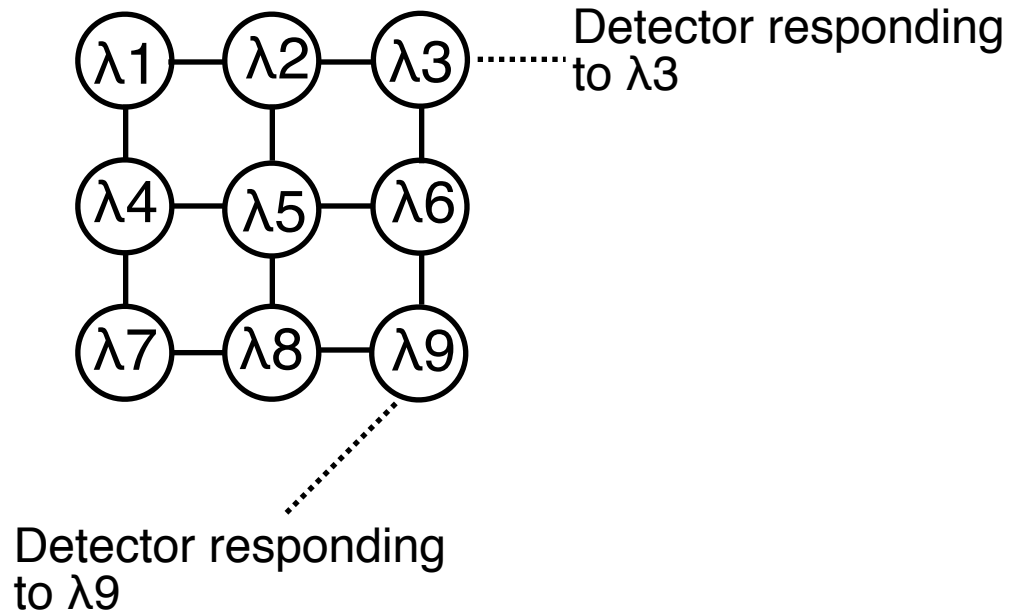 λ1 λ2 λ3
Detector responding
to λ3
λ4 λ5 λ6
λ7 λ8 λ9
Detector responding
to λ9